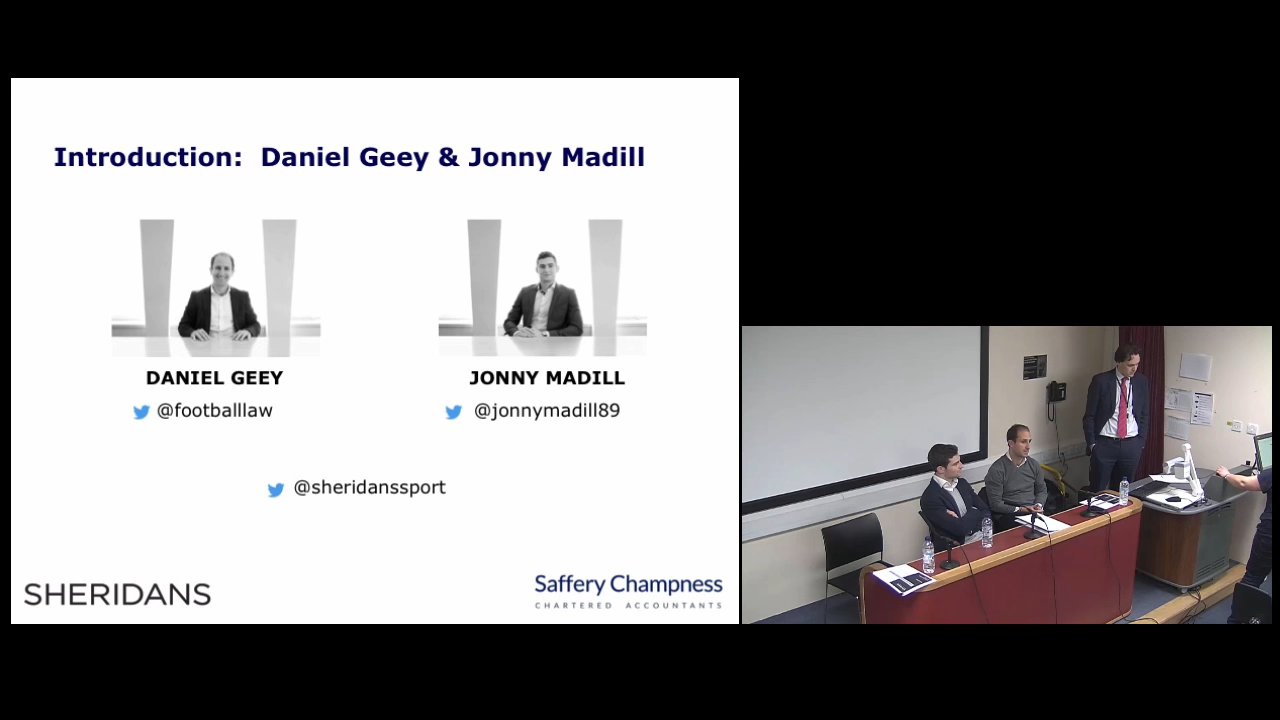 Introduction: Daniel Geey & Jonny Madill
DANIEL GEEY
JONNY MADILL
@footballlaw
@jonnymadill89
@sheridanssport
SHERIDANS
Saffery Champness
CHARTERED ACCOUNTANTS